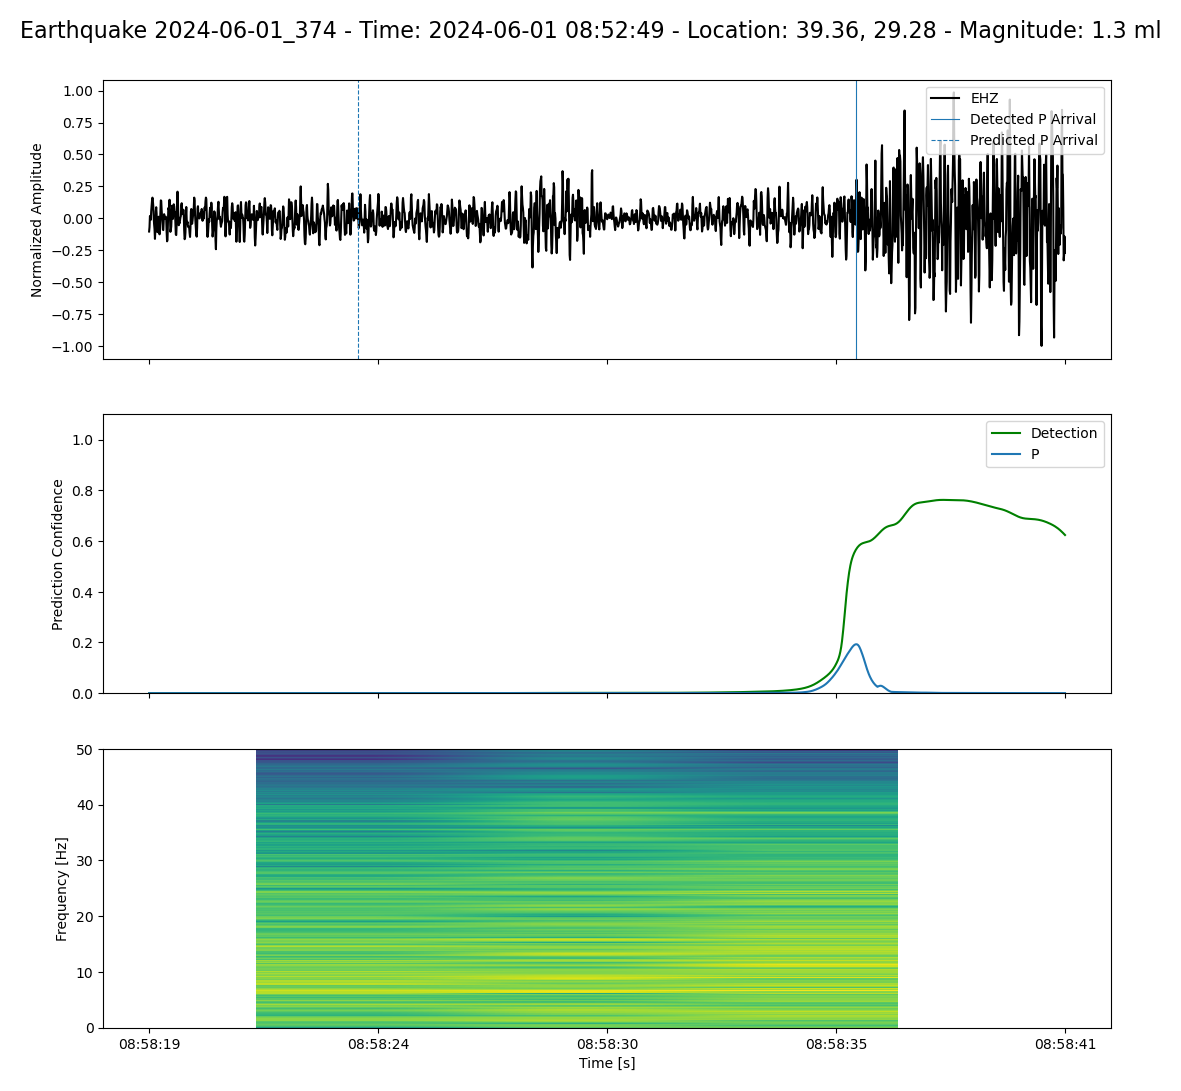 Earthquake 2024-06-01_374 - Time: 2024-06-01 08:52:49 - Location: 39.36, 29.28 - Magnitude: 1.3 ml
1.00
0.75
0.50
0.25
0.00
−0.25
−0.50
−0.75
−1.00
Normalized Amplitude
EHZ
Detected P Arrival
Predicted P Arrival
1.0
0.8
0.6
0.4
0.2
0.0
Prediction Confidence
Detection
P
50
40
30
20
10
0
Frequency [Hz]
08:58:19 08:58:24 08:58:30 08:58:35 08:58:41
Time [s]